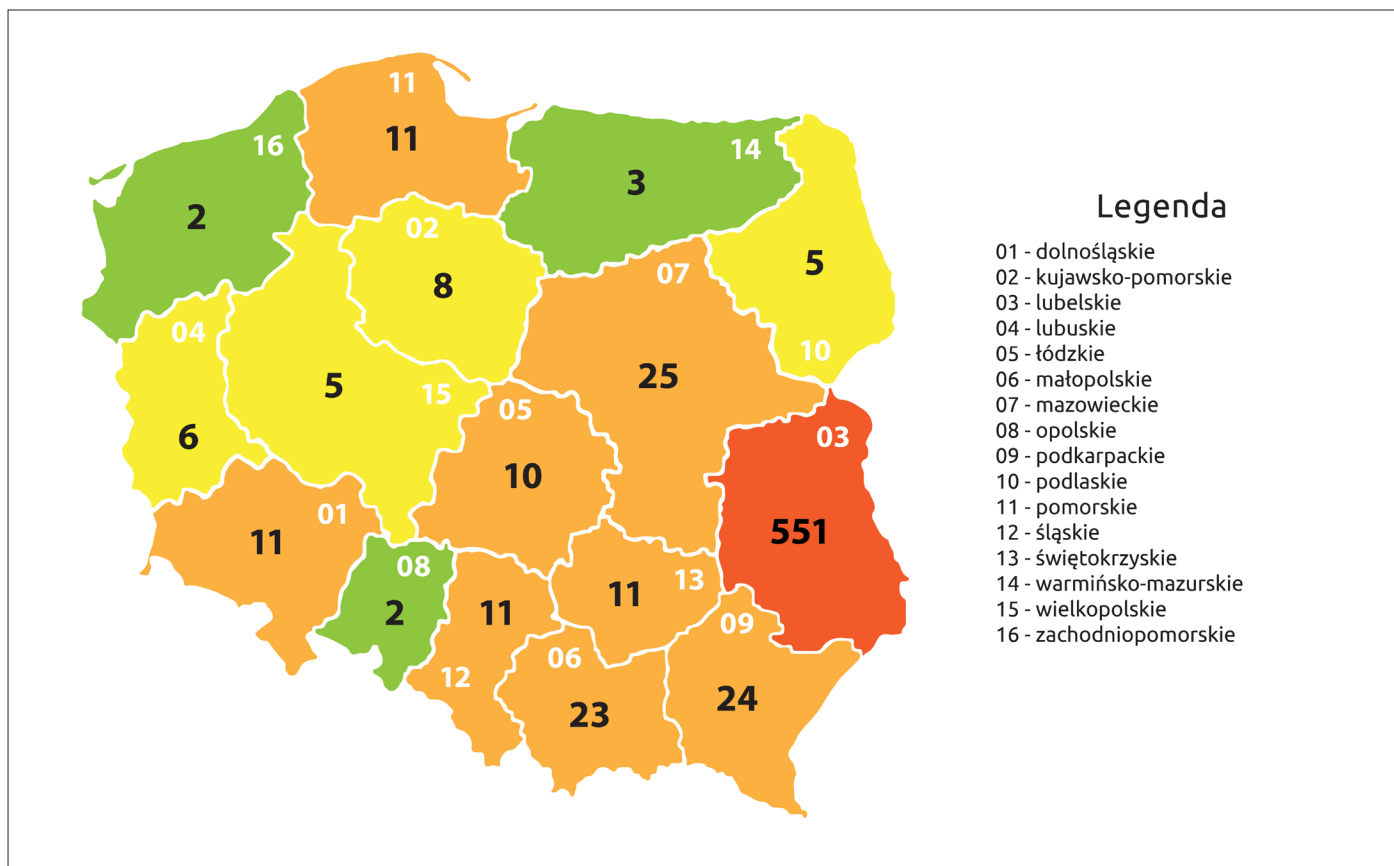 11
11
16
14
3
2
02
5
07
8
04
10
25
5
15
05
03
6
10
01
551
11
08
13
11
11
2
09
06
12
24
23
Legenda
01 - dolnośląskie
02 - kujawsko-pomorskie
03 - lubelskie
04 - lubuskie
05 - łódzkie
06 - małopolskie
07 - mazowieckie
08 - opolskie
09 - podkarpackie
10 - podlaskie
11 - pomorskie
12 - śląskie
13 - świętokrzyskie
14 - warmińsko-mazurskie
15 - wielkopolskie
16 - zachodniopomorskie